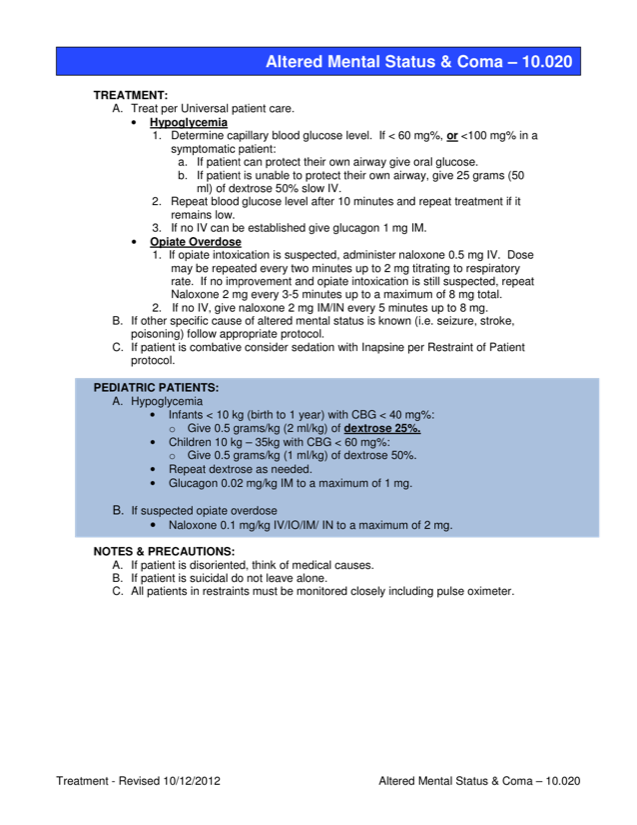 Altered Mental Status & Coma – 10.020
TREATMENT:
A. Treat per Universal patient care.
• Hypoglycemia
1. Determine capillary blood glucose level. If < 60 mg%, or <100 mg% in a
symptomatic patient:
a. If patient can protect their own airway give oral glucose.
b. If patient is unable to protect their own airway, give 25 grams (50
ml) of dextrose 50% slow IV.
2. Repeat blood glucose level after 10 minutes and repeat treatment if it
remains low.
3. If no IV can be established give glucagon 1 mg IM.
• Opiate Overdose
1. If opiate intoxication is suspected, administer naloxone 0.5 mg IV. Dose
may be repeated every two minutes up to 2 mg titrating to respiratory
rate. If no improvement and opiate intoxication is still suspected, repeat
Naloxone 2 mg every 3-5 minutes up to a maximum of 8 mg total.
2. If no IV, give naloxone 2 mg IM/IN every 5 minutes up to 8 mg.
B. If other specific cause of altered mental status is known (i.e. seizure, stroke,
poisoning) follow appropriate protocol.
C. If patient is combative consider sedation with Inapsine per Restraint of Patient
protocol.
PEDIATRIC PATIENTS:
A. Hypoglycemia
• Infants < 10 kg (birth to 1 year) with CBG < 40 mg%:
o Give 0.5 grams/kg (2 ml/kg) of dextrose 25%.
• Children 10 kg – 35kg with CBG < 60 mg%:
o Give 0.5 grams/kg (1 ml/kg) of dextrose 50%.
• Repeat dextrose as needed.
• Glucagon 0.02 mg/kg IM to a maximum of 1 mg.
B. If suspected opiate overdose
• Naloxone 0.1 mg/kg IV/IO/IM/ IN to a maximum of 2 mg.
NOTES & PRECAUTIONS:
A. If patient is disoriented, think of medical causes.
B. If patient is suicidal do not leave alone.
C. All patients in restraints must be monitored closely including pulse oximeter.
Treatment - Revised 10/12/2012 Altered Mental Status & Coma – 10.020